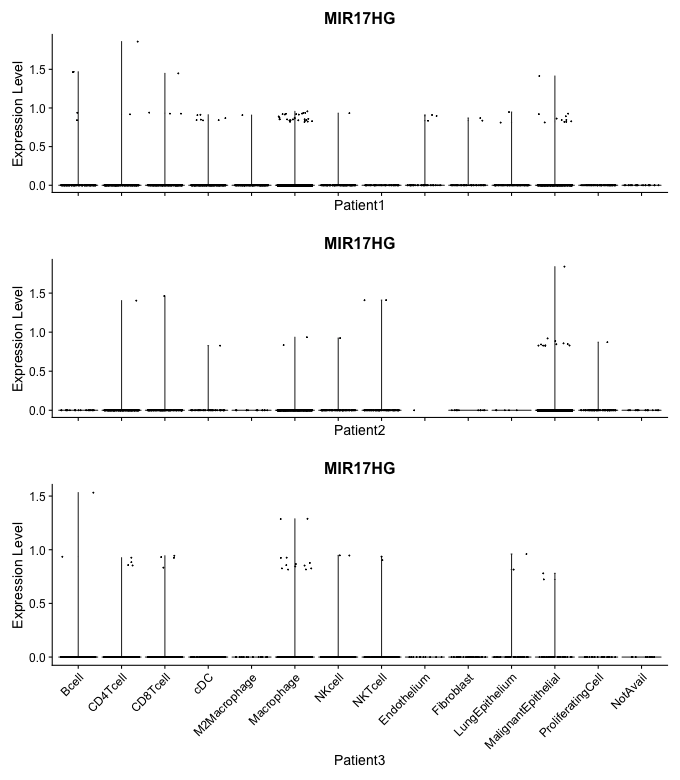 MIR17HG
Expression Level
1.5
1.0
0.5
0.0
Patient1
MIR17HG
Expression Level
1.5
1.0
0.5
0.0
Patient2
MIR17HG
Expression Level
1.5
1.0
0.5
0.0
Bcell
CD4Tcell
CD8Tcell
cDC
M2Macrophage
Macrophage
NKcell
NKTcell
Endothelium
Fibroblast
LungEpithelium
MalignantEpithelial
ProliferatingCell
NotAvail
Patient3